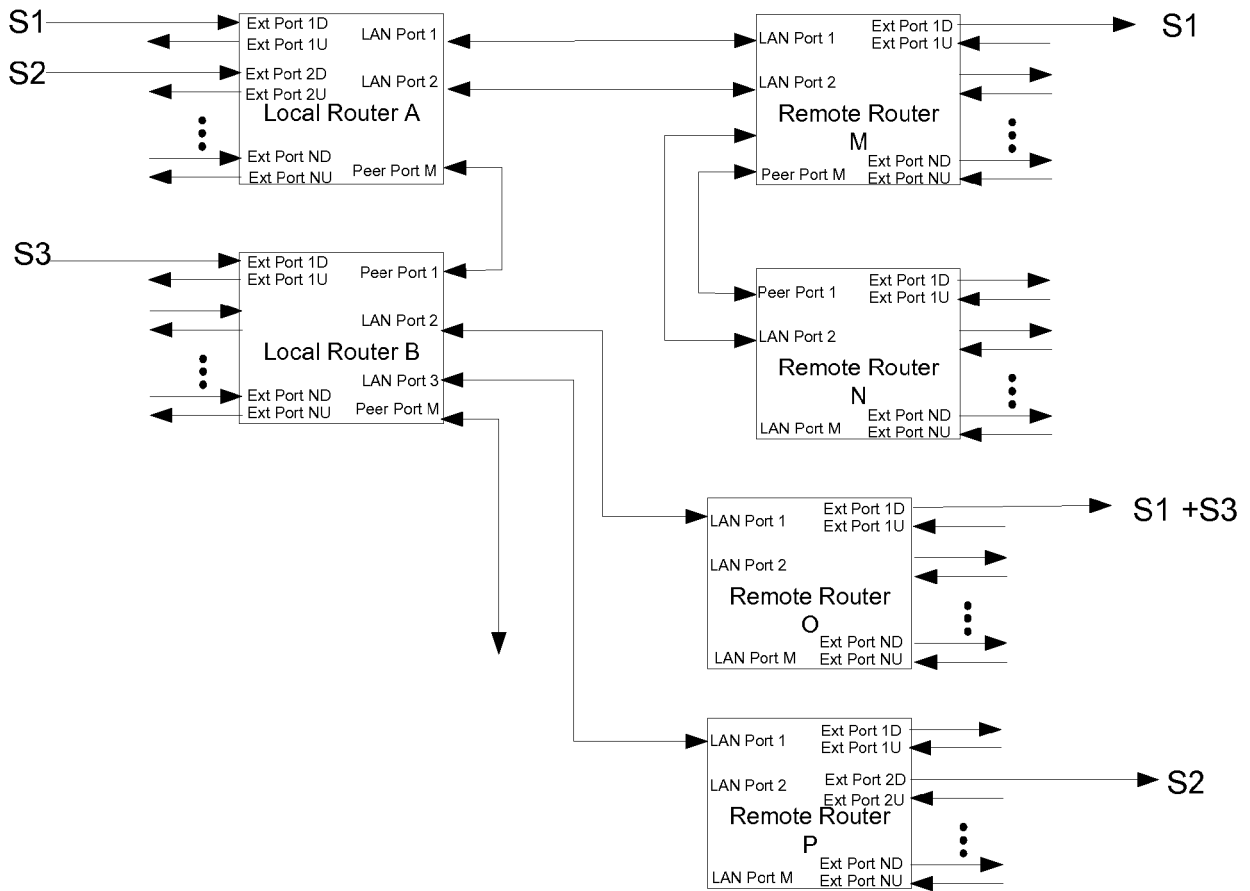 S1
Ext Port 1D
Ext Port 1U
S2
Ext Port 2D
Ext Port 2U
LAN Port 1
LAN Port 2
Local Router A
Ext Port ND
Ext Port NU
Peer Port M
LAN Port 1
LAN Port 2
Ext Port 1D
Ext Port 1U
S1
Remote Router
M
Peer Port M
Ext Port ND
Ext Port NU
S3
Ext Port 1D
Ext Port 1U
Peer Port 1
LAN Port 2
Local Router B
LAN Port 3
Ext Port ND
Ext Port NU
Peer Port M
Peer Port 1
Ext Port 1D
Ext Port 1U
LAN Port 2
Remote Router
N
LAN Port M
Ext Port ND
Ext Port NU
LAN Port 1
Ext Port 1D
Ext Port 1U
S1 +S3
LAN Port 2
Remote Router
O
LAN Port M
Ext Port ND
Ext Port NU
LAN Port 1
Ext Port 1D
Ext Port 1U
LAN Port 2
Ext Port 2D
Ext Port 2U
S2
Remote Router
P
LAN Port M
Ext Port ND
Ext Port NU